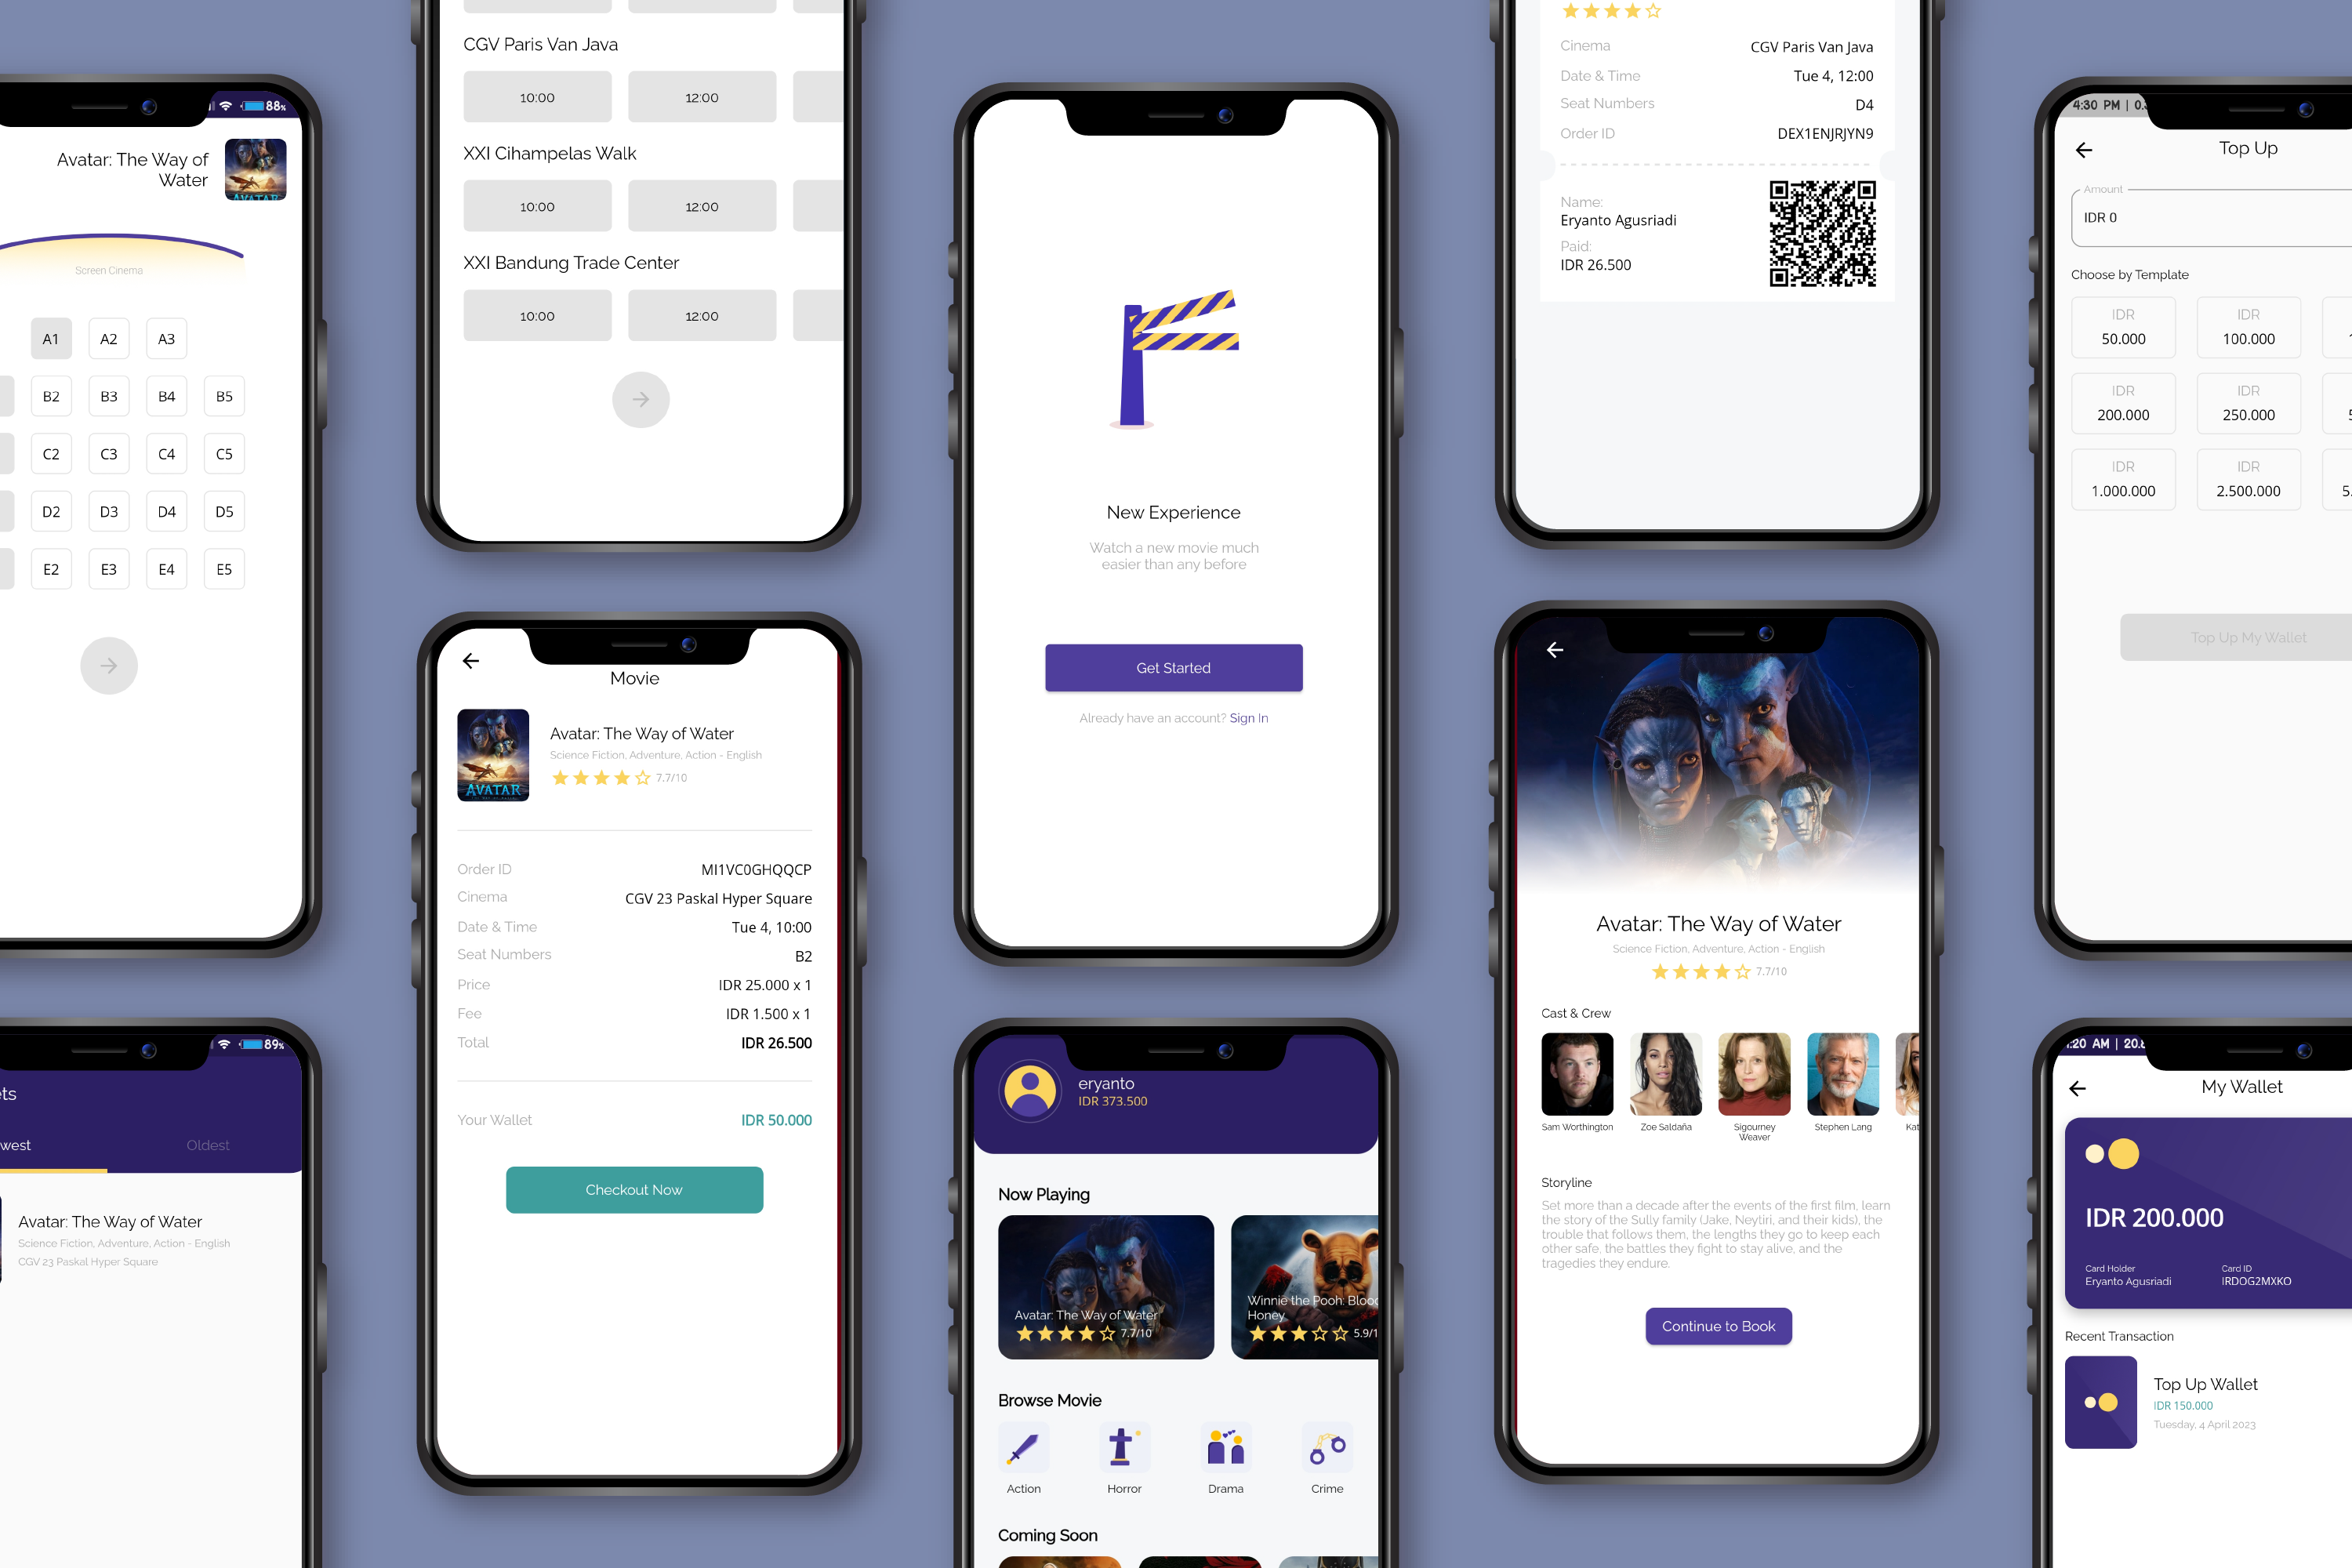 88%
Avatar: The Way of
Water
Screen Cinema
A1
A2
A3
B2
B3
B4
B5
C2
C3
C4
C5
D2
D3
D4
D5
E2
E3
E4
E5
89%
Oldest
Avatar: The Way of Water
Science Fiction, Adventure, Action - English
CGV 23 Paskal Hyper Square
CGV Paris Van Java
10:00
12:00
XXI Cihampelas Walk
10:00
12:00
XXI Bandung Trade Center
10:00
12:00
Movie
AVATAR
Avatar: The Way of Water
Science Fiction, Adventure, Action - English
7.7/10
Order ID MI1VC0GHQQCP
Cinema CGV 23 Paskal Hyper Square
Date & Time Tue 4, 10:00
Seat Numbers B2
Price IDR 25.000 x 1
Fee IDR 1.500 x 1
Total IDR 26.500
Your Wallet IDR 50.000
Checkout Now
New Experience
Watch a new movie much
easier than any before
Get Started
Already have an account? Sign In
eryanto
IDR 373.500
Now Playing
Avatar: The Way of Water
7.7/10
Winnie the Pooh:
Honey
5.9/1
Browse Movie
Action
Horror
Drama
Crime
Coming Soon
Cinema CGV Paris Van Java
Date & Time Tue 4, 12:00
Seat Numbers D4
Order ID DEX1ENJRJYN9
Name:
Eryanto Agusriadi
Paid:
IDR 26.500
Avatar: The Way of Water
Science Fiction, Adventure, Action - English
7.7/10
Cast & Crew
Sam Worthington
Zoe Saldaña
Sigourney
Weaver
Stephen Lang
Storyline
Set more than a decade after the events of the first film, learn
the story of the Sully family (Jake, Neytiri, and their kids), the
trouble that follows them, the lengths they go to keep each
other safe, the battles they fight to stay alive, and the
tragedies they endure.
Continue to Book
4:30 PM | 0.
Top Up
Amount
IDR 0
Choose by Template
IDR
50.000
IDR
100.000
IDR
200.000
IDR
250.000
IDR
1.000.000
IDR
2.500.000
Top Up My Wallet
:20 AM | 20.
My Wallet
IDR 200.000
Card Holder
Eryanto Agusriadi
Card ID
IRDOG2MXKO
Recent Transaction
Top Up Wallet
IDR 150.000
Tuesday, 4 April 2023